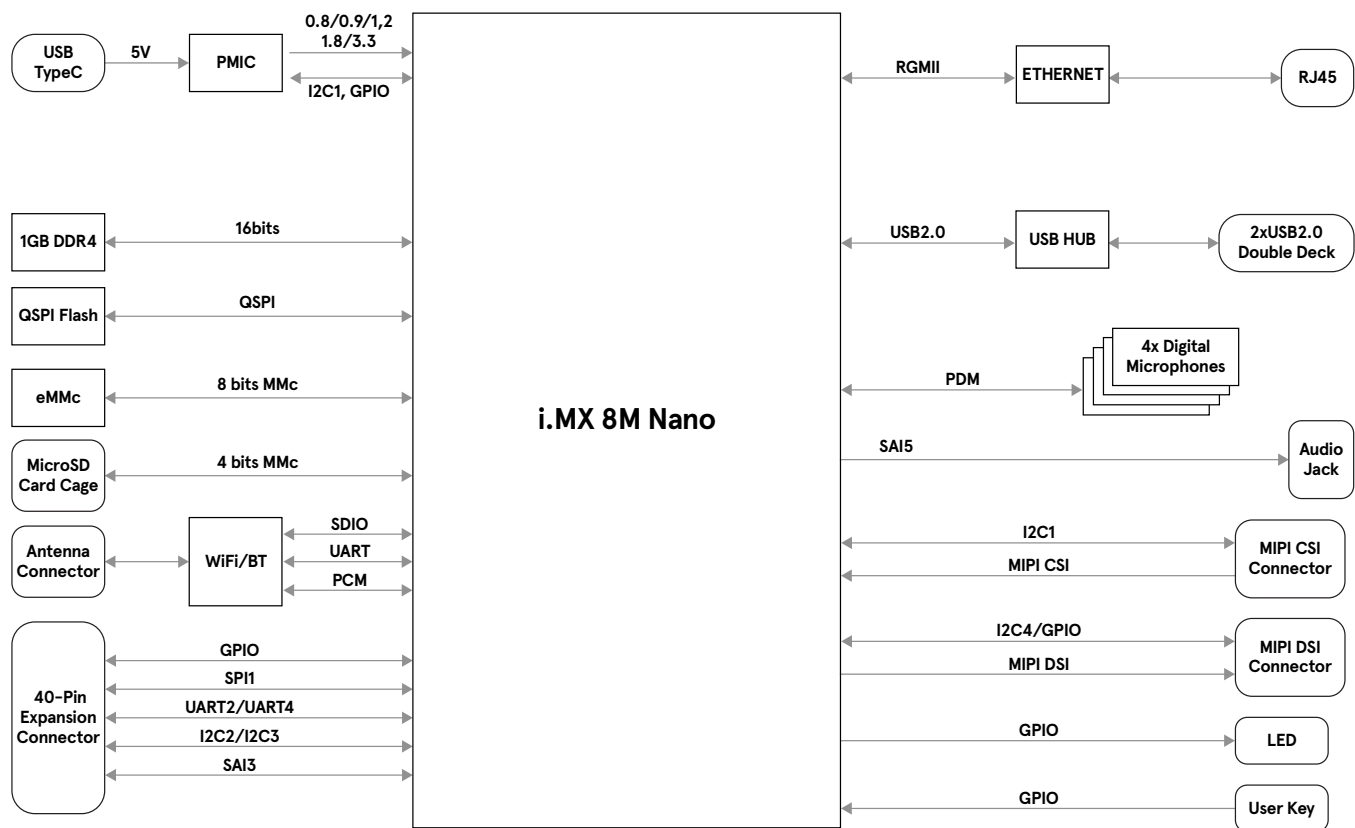 0.8/0.9/1,2
1.8/3.3
USB
TypeC
5V
PMIC
I2C1, GPIO
1GB DDR4
16bits
QSPI Flash
QSPI
eMMc
8 bits MMc
MicroSD
Card Cage
4 bits MMc
Antenna
Connector
WiFi/BT
SDIO
UART
PCM
40-Pin
Expansion
Connector
GPIO
SPI1
UART2/UART4
I2C2/I2C3
SAI3
i.MX 8M Nano
RGMII
ETHERNET
RJ45
USB2.0
USB HUB
2xUSB2.0
Double Deck
PDM
4x Digital
Microphones
SAI5
Audio
Jack
I2C1
MIPI CSI
MIPI CSI
Connector
I2C4/GPIO
MIPI DSI
MIPI DSI
Connector
GPIO
LED
GPIO
User Key